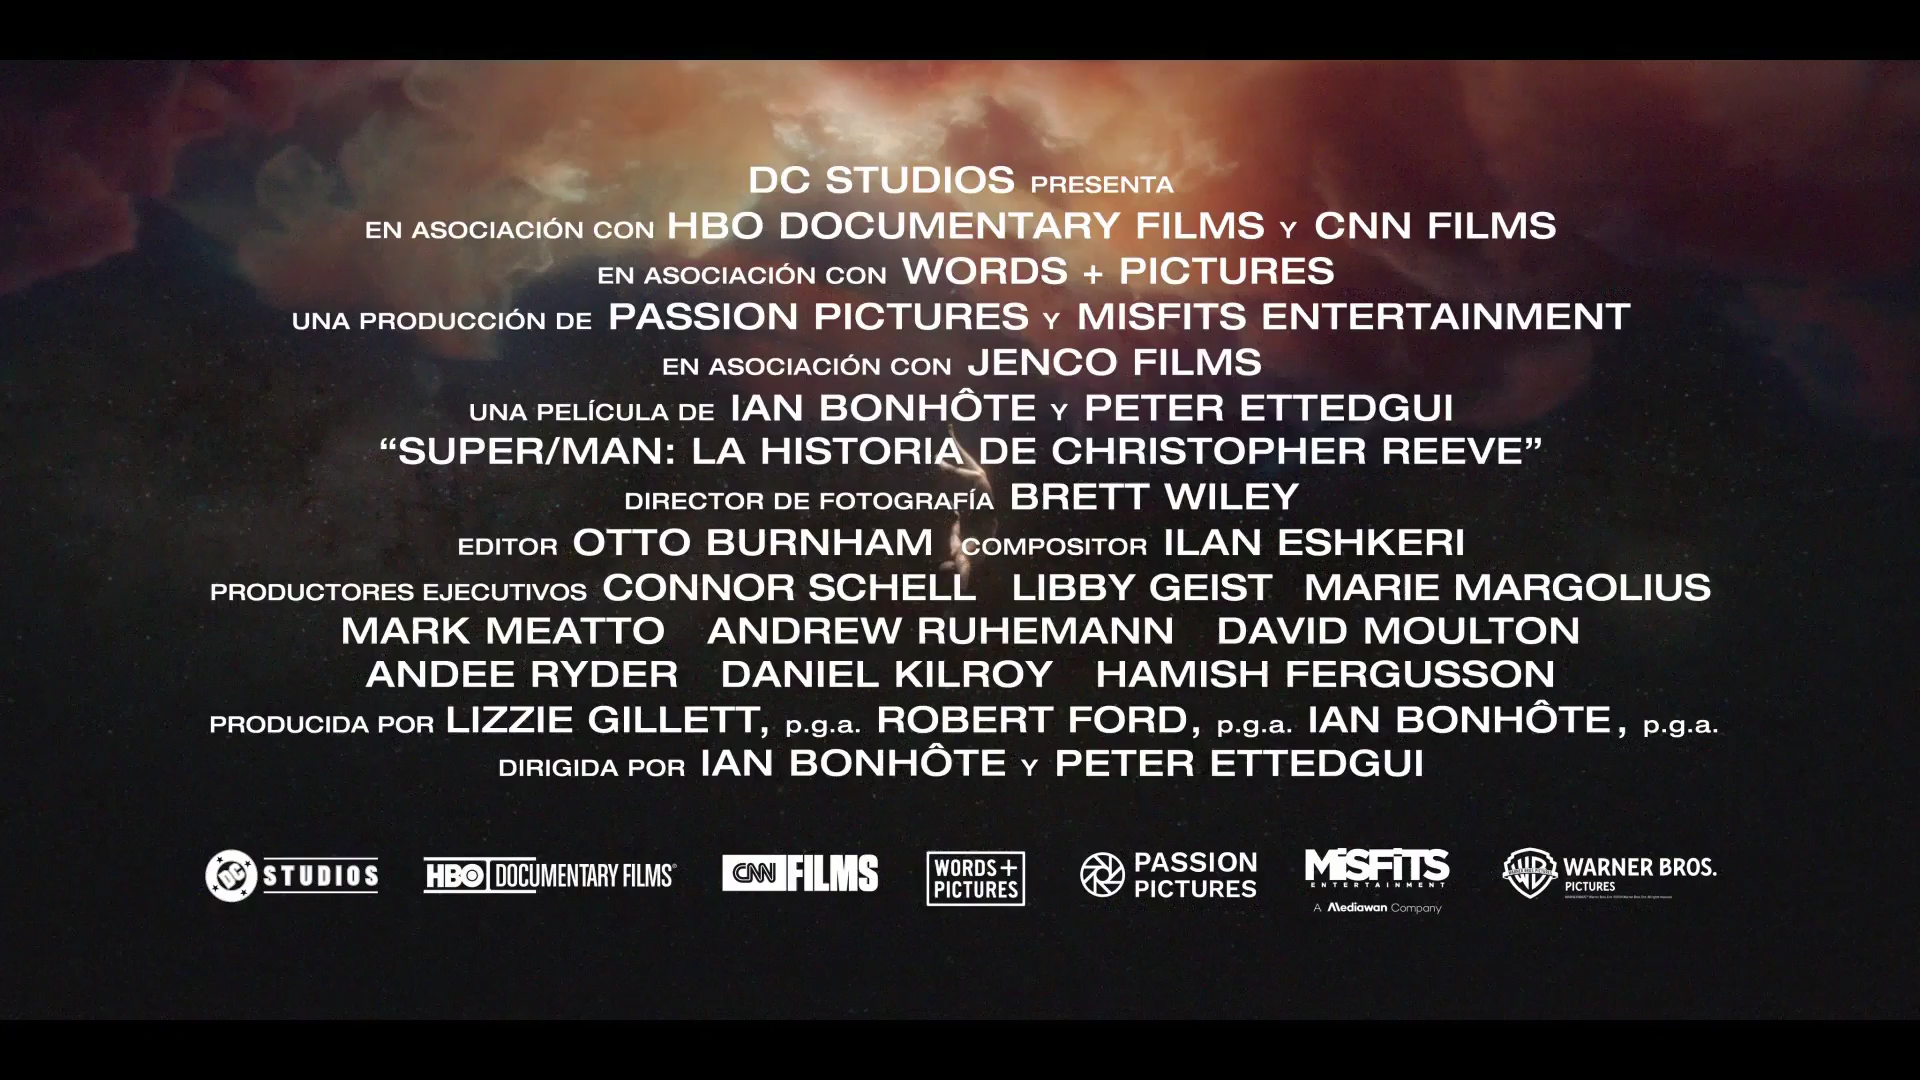 DC STUDIOS PRESENTA
EN ASOCIACIÓN CON HBO DOCUMENTARY FILMS Y CNN FILMS
EN ASOCIACIÓN CON WORDS + PICTURES
UNA PRODUCCIÓN DE PASSION PICTURES Y MISFITS ENTERTAINMENT
EN ASOCIACIÓN CON JENCO FILMS
UNA PELÍCULA DE IAN BONHÔTE Y PETER ETTEDGUI
“SUPER/MAN: LA HISTORIA DE CHRISTOPHER REEVE”
DIRECTOR DE FOTOGRAFÍA BRETT WILEY
EDITOR OTTO BURNHAM COMPOSITOR ILAN ESHKERI
PRODUCTORES EJECUTIVOS CONNOR SCHELL LIBBY GEIST MARIE MARGOLIUS
MARK MEATTO ANDREW RUHEMANN DAVID MOULTON
ANDEE RYDER DANIEL KILROY HAMISH FERGUSSON
PRODUCIDA POR LIZZIE GILLETT, p.g.a. ROBERT FORD, p.g.a. IAN BONHÔTE, p.g.a.
DIRIGIDA POR IAN BONHÔTE Y PETER ETTEDGUI
DC STUDIOS
HBO DOCUMENTARY FILMS®
CNN FILMS
WORDS+
PICTURES
PASSION
PICTURES
MiSFiTS
ENTERTAINMENT
A Mediawan Company
WB WARNER BROS.
PICTURES